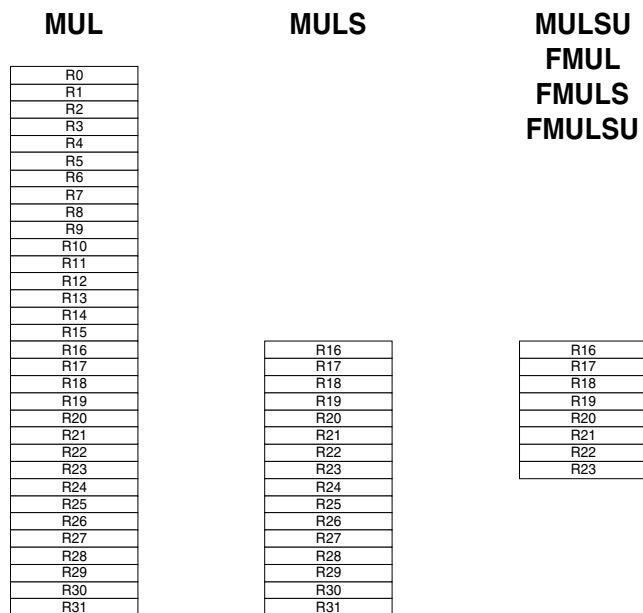 MUL
R0
R1
R2
R3
R4
R5
R6
R7
R8
R9
R10
R11
R12
R13
R14
R15
R16
R17
R18
R19
R20
R21
R22
R23
R24
R25
R26
R27
R28
R29
R30
R31
MULS
R16
R17
R18
R19
R20
R21
R22
R23
R24
R25
R26
R27
R28
R29
R30
R31
MULSU
FMUL
FMULS
FMULSU
R16
R17
R18
R19
R20
R21
R22
R23